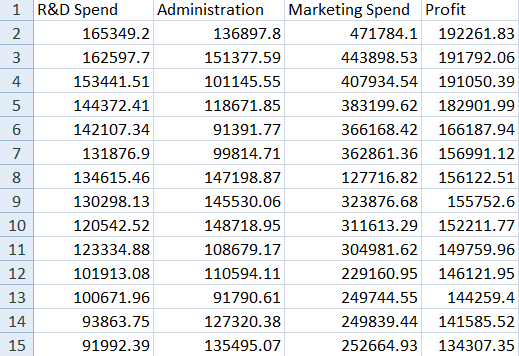 1 R&D Spend Administration Marketing Spend Profit
2 165349.2 136897.8 471784.1 192261.83
3 162597.7 151377.59 443898.53 191792.06
4 153441.51 101145.55 407934.54 191050.39
5 144372.41 118671.85 383199.62 182901.99
6 142107.34 91391.77 366168.42 166187.94
7 131876.9 99814.71 362861.36 156991.12
8 134615.46 147198.87 127716.82 156122.51
9 130298.13 145530.06 323876.68 155752.6
10 120542.52 148718.95 311613.29 152211.77
11 123334.88 108679.17 304981.62 149759.96
12 101913.08 110594.11 229160.95 146121.95
13 100671.96 91790.61 249744.55 144259.4
14 93863.75 127320.38 249839.44 141585.52
15 91992.39 135495.07 252664.93 134307.35